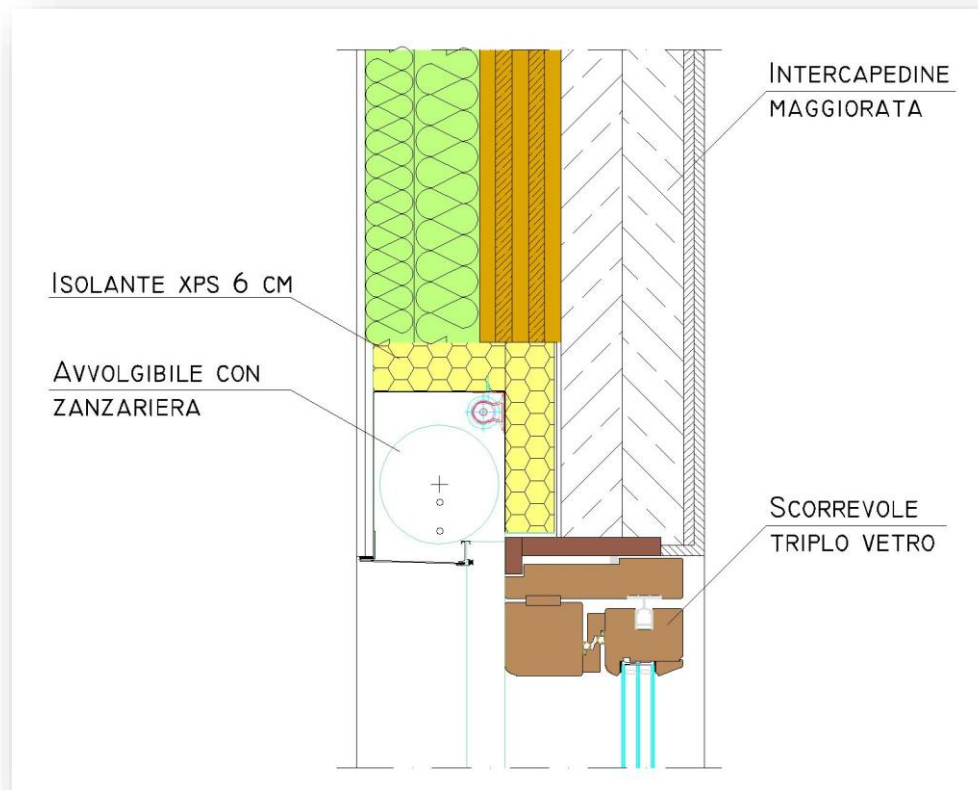 INTERCAPEDINE
MAGGIORATA
ISOLANTE XPS 6 CM
AVVOLGIBILE CON
ZANZARIERA
SCORREVOLE
TRIPLO VETRO